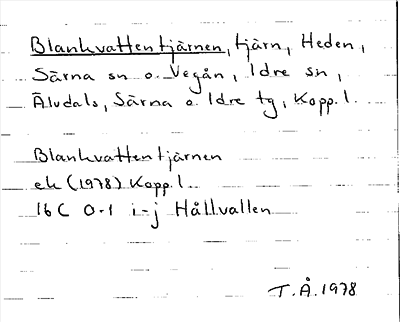 Blankvattentjärnen, tjärn, Heden,
Särna sn o. Vegån, Idre sn,
Älvdals, Särna o. Idre tg, Kopp. l.
Blankvattentjärnen
ek (1978) Kopp. l.
16 C 0-1 i-j Hållvallen
T.Å. 1978